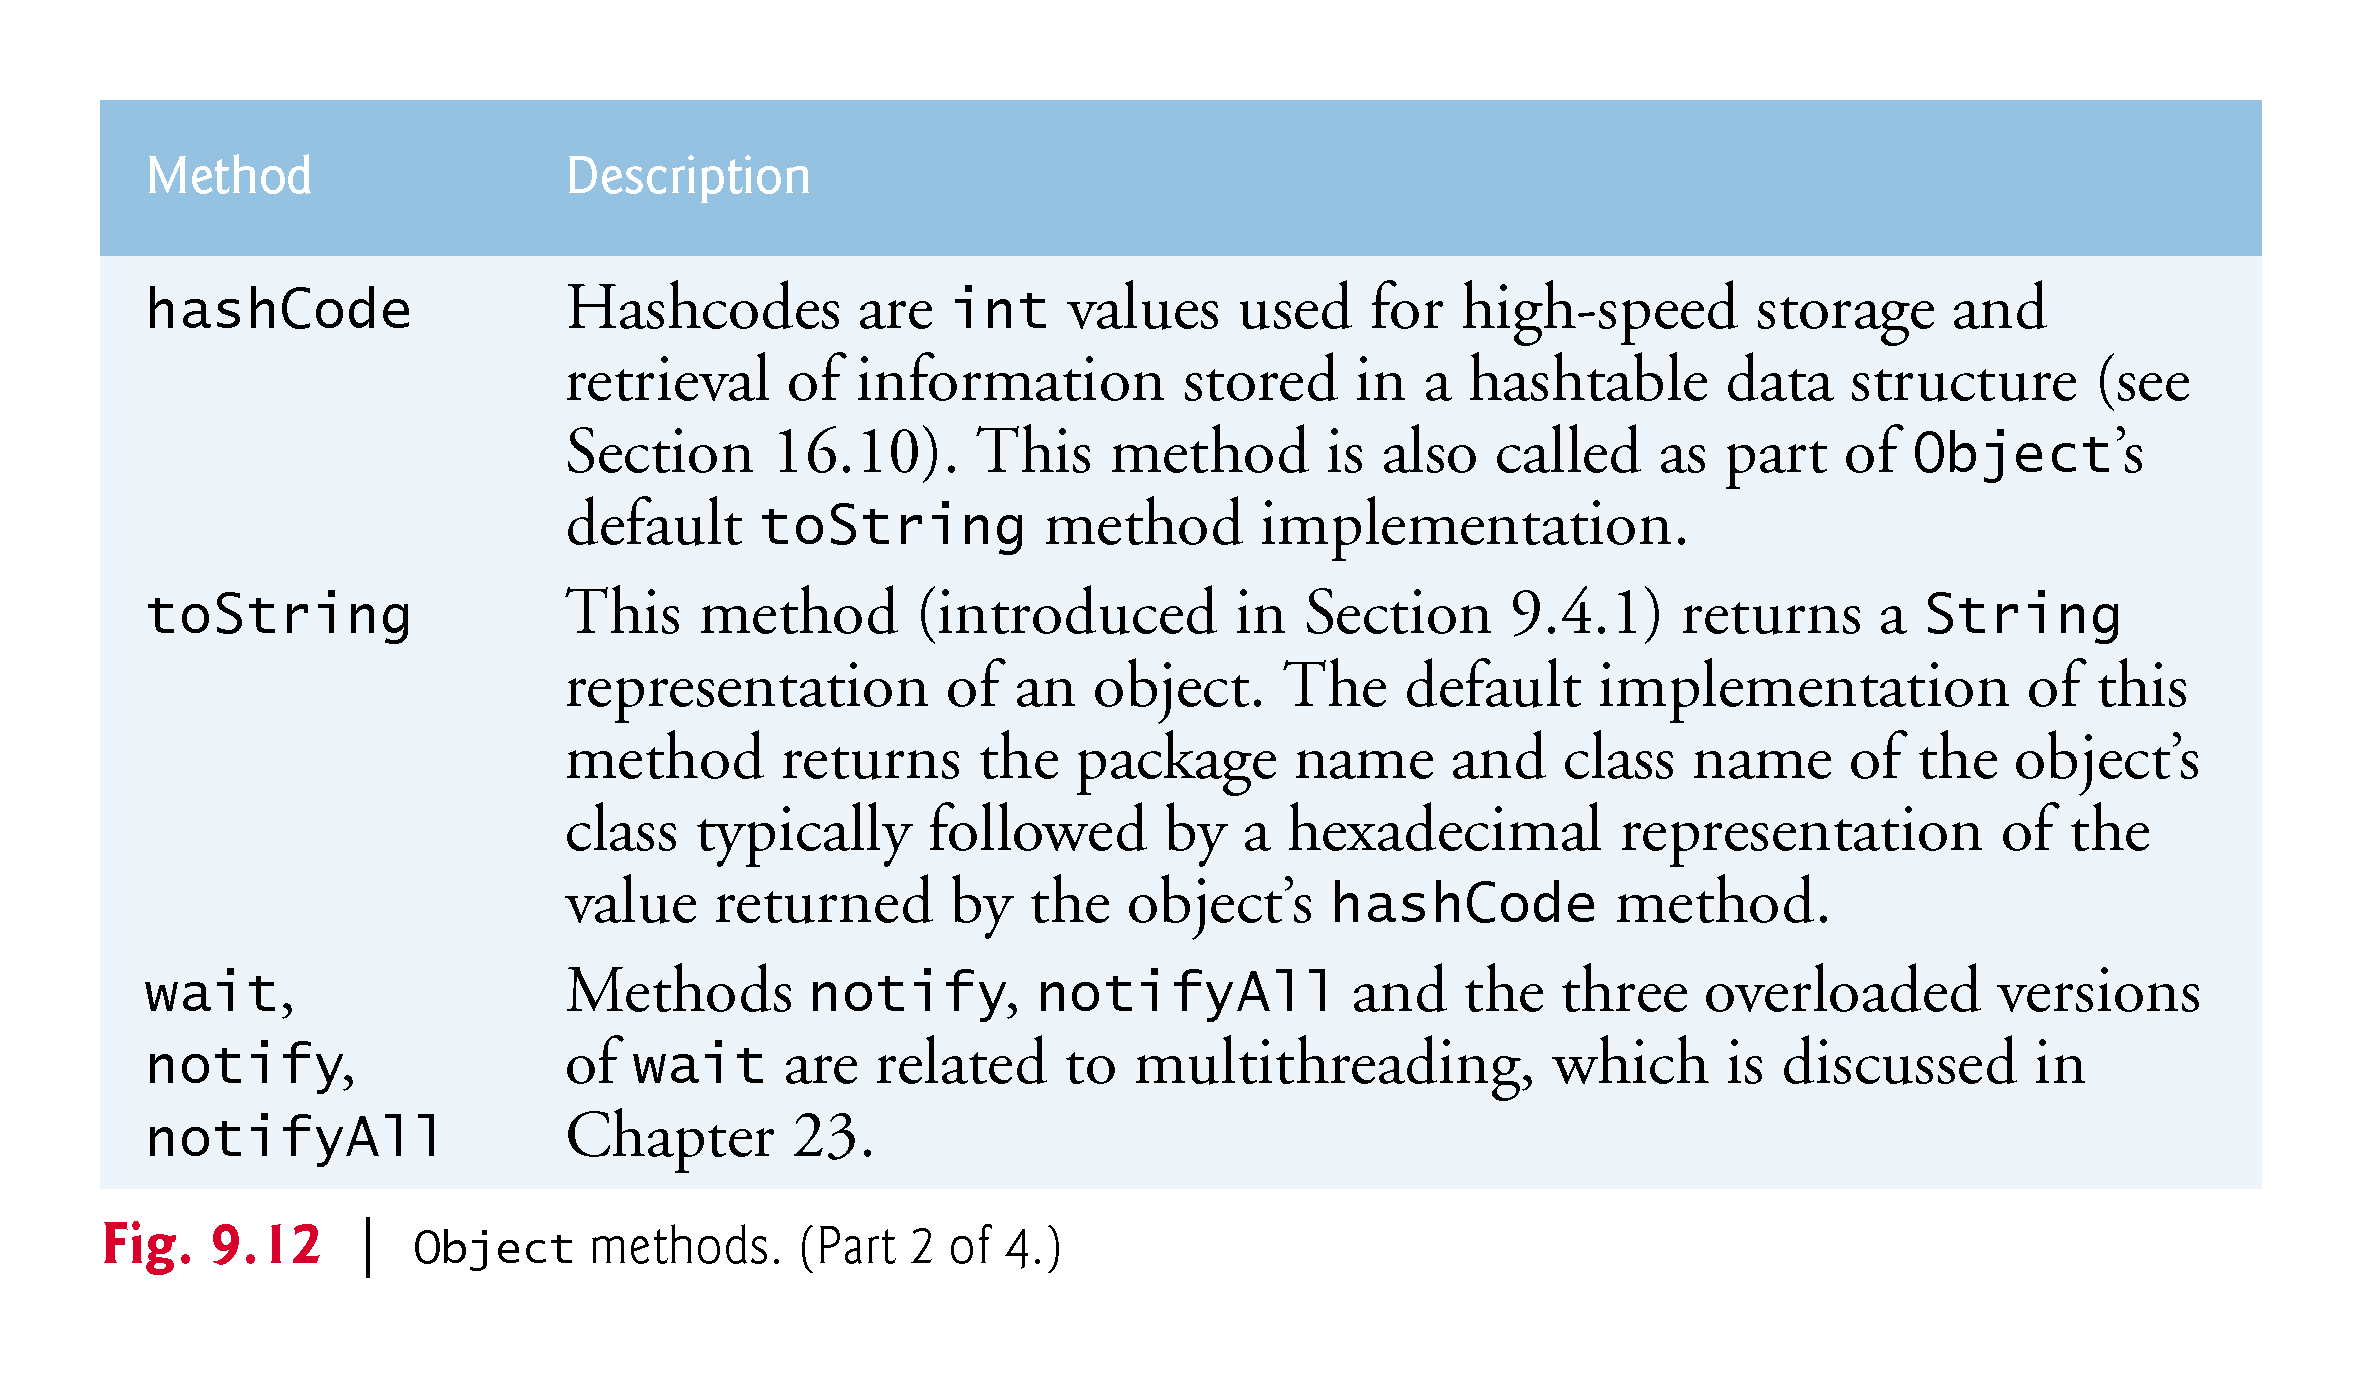 Method Description
hashCode Hashcodes are int values used for high-speed storage and
retrieval of information stored in a hashtable data structure (see
Section 16.10). This method is also called as part of Object’s
default toString method implementation.
toString This method (introduced in Section 9.4.1) returns a String
representation of an object. The default implementation of this
method returns the package name and class name of the object’s
class typically followed by a hexadecimal representation of the
value returned by the object’s hashCode method.
wait, Methods notify, notifyAll and the three overloaded versions
notify, of wait are related to multithreading, which is discussed in
notifyAll Chapter 23.
Fig. 9.12 | Object methods. (Part 2 of 4.)